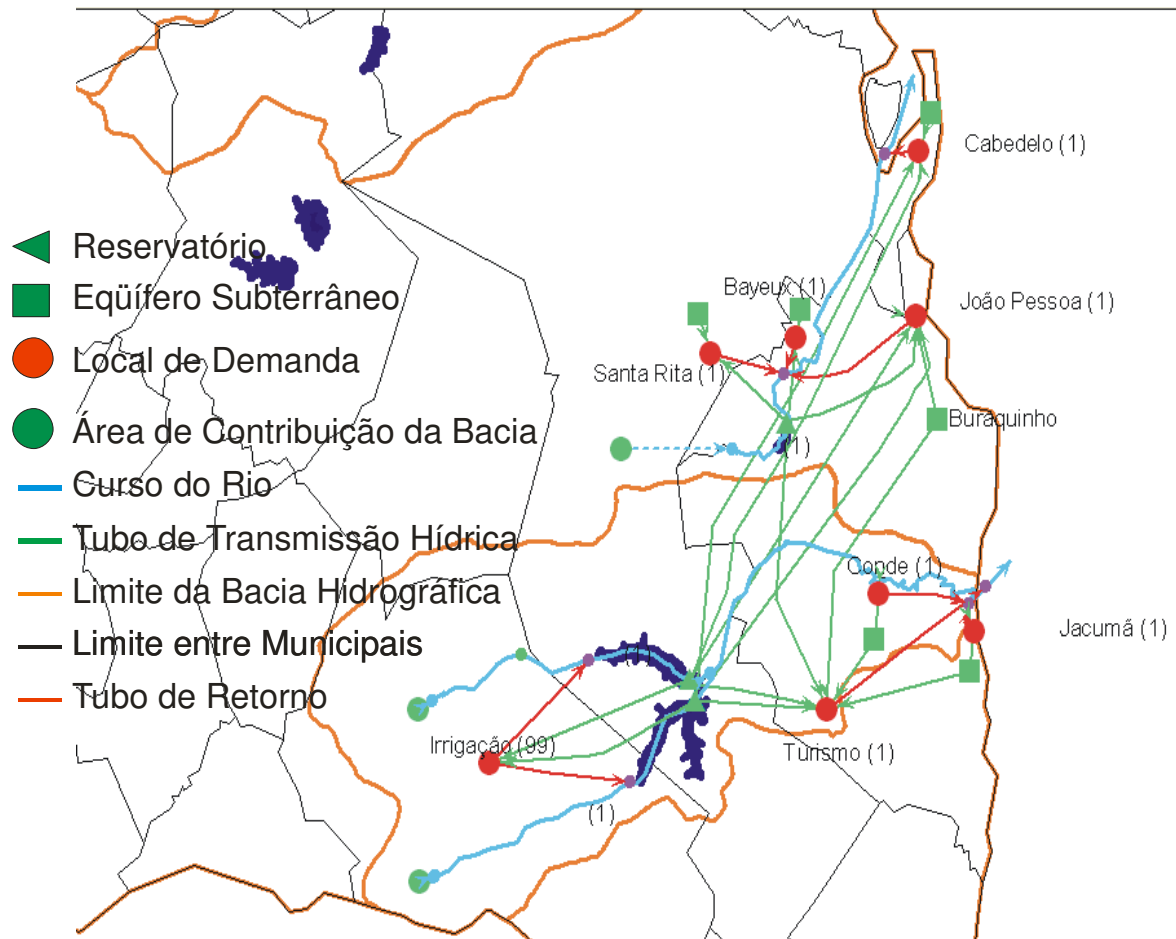 Reservatório
Eqüífero Subterrâneo
Local de Demanda
Área de Contribuição da Bacia
Curso do Rio
Tubo de Transmissão Hídrica
Limite da Bacia Hidrográfica
Limite entre Municipais
Tubo de Retorno
Cabedelo (1)
Bayeux (1)
João Pessoa (1)
Santa Rita (1)
Buraquinho
(1)
Conde (1)
Jacumã (1)
Irrigação (99)
Turismo (1)
(1)